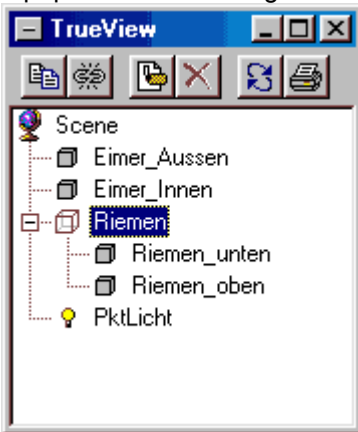 TrueView
Scene
Eimer_Aussen
Eimer_Innen
Riemen
Riemen_unten
Riemen_oben
PktLicht